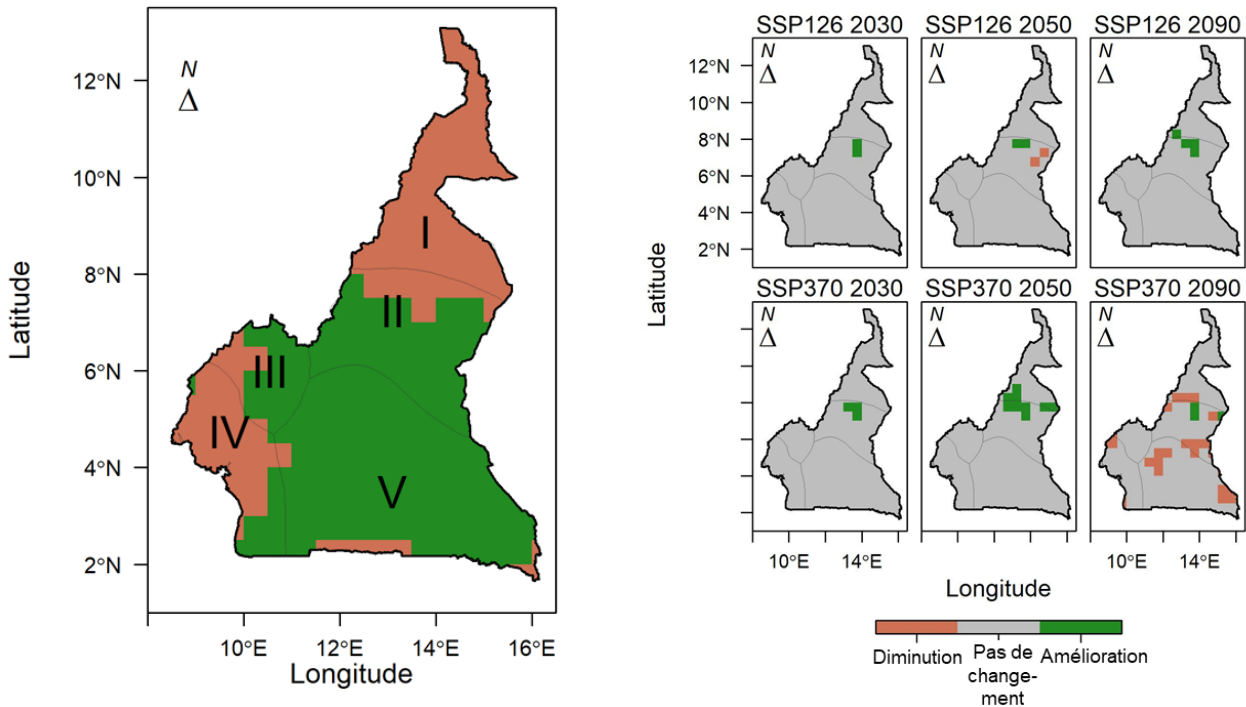 Latitude
12°N
10°N
8°N
6°N
4°N
2°N
N
Δ
I
II
III
IV
V
10°E 12°E 14°E 16°E
Longitude
SSP126 2030 SSP126 2050 SSP126 2090
N N N
Δ Δ Δ
12°N
10°N
8°N
6°N
4°N
2°N
Latitude
SSP370 2030 SSP370 2050 SSP370 2090
N N N
Δ Δ Δ
10°E 14°E 10°E 14°E
Longitude
Diminution Pas de Amélioration
change-
ment